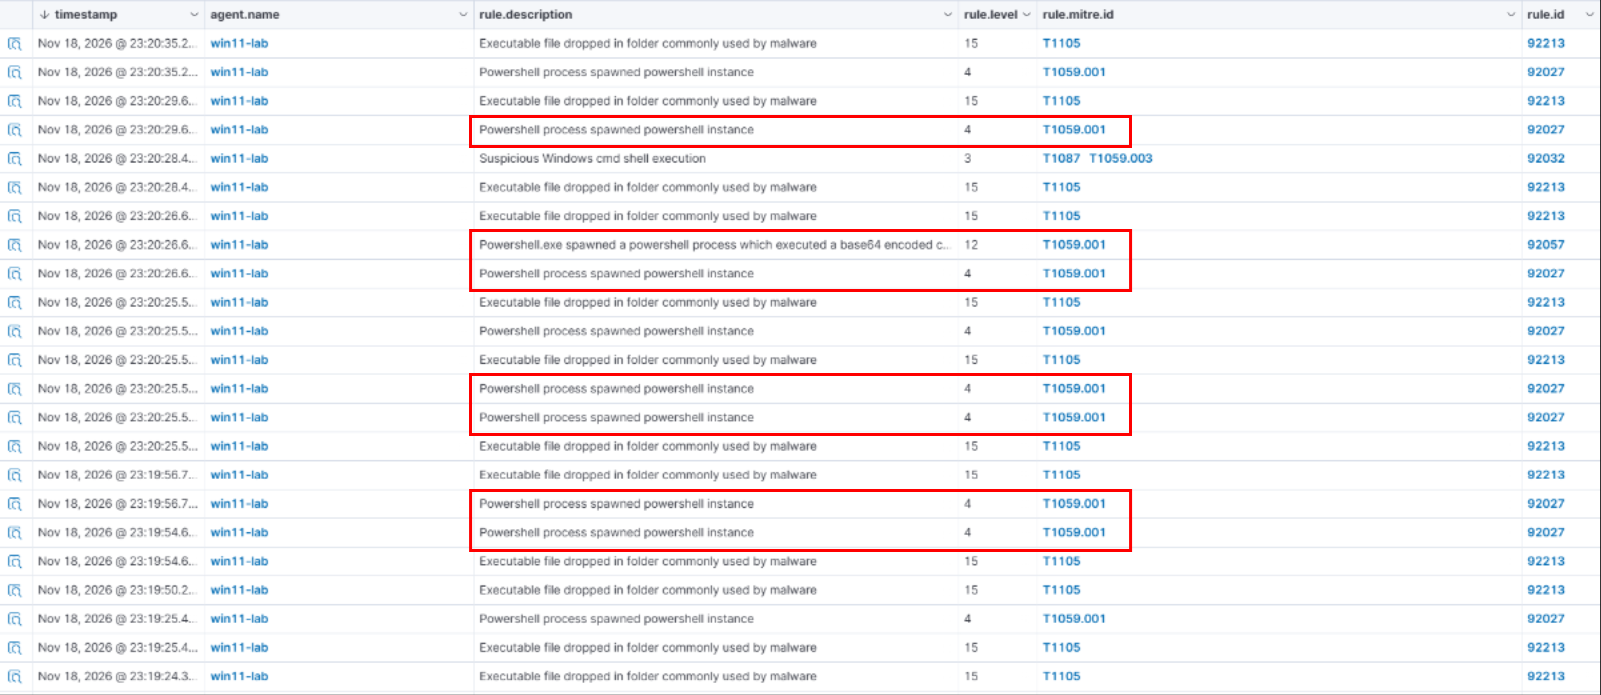 timestamp agent.name rule.description rule.level rule.mitre.id rule.id
Nov 18, 2026 @ 23:20:35.2... win11-lab Executable file dropped in folder commonly used by malware 15 T1105 92213
Nov 18, 2026 @ 23:20:35.2... win11-lab Powershell process spawned powershell instance 4 T1059.001 92027
Nov 18, 2026 @ 23:20:29.6... win11-lab Executable file dropped in folder commonly used by malware 15 T1105 92213
Nov 18, 2026 @ 23:20:29.6... win11-lab Powershell process spawned powershell instance 4 T1059.001 92027
Nov 18, 2026 @ 23:20:28.4... win11-lab Suspicious Windows cmd shell execution 3 T1087 T1059.003 92032
Nov 18, 2026 @ 23:20:28.4... win11-lab Executable file dropped in folder commonly used by malware 15 T1105 92213
Nov 18, 2026 @ 23:20:26.6... win11-lab Executable file dropped in folder commonly used by malware 15 T1105 92213
Nov 18, 2026 @ 23:20:26.6... win11-lab Powershell.exe spawned a powershell process which executed a base64 encoded c... 12 T1059.001 92057
Nov 18, 2026 @ 23:20:26.6... win11-lab Powershell process spawned powershell instance 4 T1059.001 92027
Nov 18, 2026 @ 23:20:25.5... win11-lab Executable file dropped in folder commonly used by malware 15 T1105 92213
Nov 18, 2026 @ 23:20:25.5... win11-lab Powershell process spawned powershell instance 4 T1059.001 92027
Nov 18, 2026 @ 23:20:25.5... win11-lab Executable file dropped in folder commonly used by malware 15 T1105 92213
Nov 18, 2026 @ 23:20:25.5... win11-lab Powershell process spawned powershell instance 4 T1059.001 92027
Nov 18, 2026 @ 23:20:25.5... win11-lab Powershell process spawned powershell instance 4 T1059.001 92027
Nov 18, 2026 @ 23:20:25.5... win11-lab Executable file dropped in folder commonly used by malware 15 T1105 92213
Nov 18, 2026 @ 23:19:56.7... win11-lab Executable file dropped in folder commonly used by malware 15 T1105 92213
Nov 18, 2026 @ 23:19:56.7... win11-lab Powershell process spawned powershell instance 4 T1059.001 92027
Nov 18, 2026 @ 23:19:54.6... win11-lab Powershell process spawned powershell instance 4 T1059.001 92027
Nov 18, 2026 @ 23:19:54.6... win11-lab Executable file dropped in folder commonly used by malware 15 T1105 92213
Nov 18, 2026 @ 23:19:50.2... win11-lab Executable file dropped in folder commonly used by malware 15 T1105 92213
Nov 18, 2026 @ 23:19:25.4... win11-lab Powershell process spawned powershell instance 4 T1059.001 92027
Nov 18, 2026 @ 23:19:25.4... win11-lab Executable file dropped in folder commonly used by malware 15 T1105 92213
Nov 18, 2026 @ 23:19:24.3... win11-lab Executable file dropped in folder commonly used by malware 15 T1105 92213